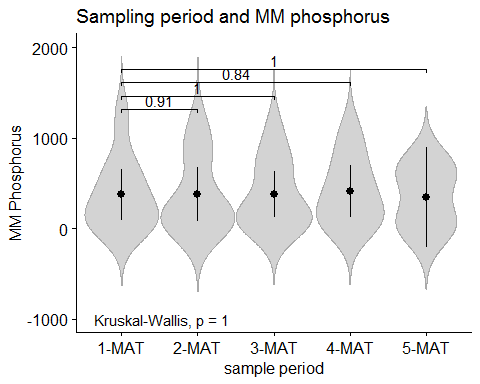 Sampling period and MM phosphorus
2000
1000
0
-1000
MM Phosphorus
1
0.84
1
0.91
Kruskal-Wallis, p = 1
1-MAT 2-MAT 3-MAT 4-MAT 5-MAT
sample period